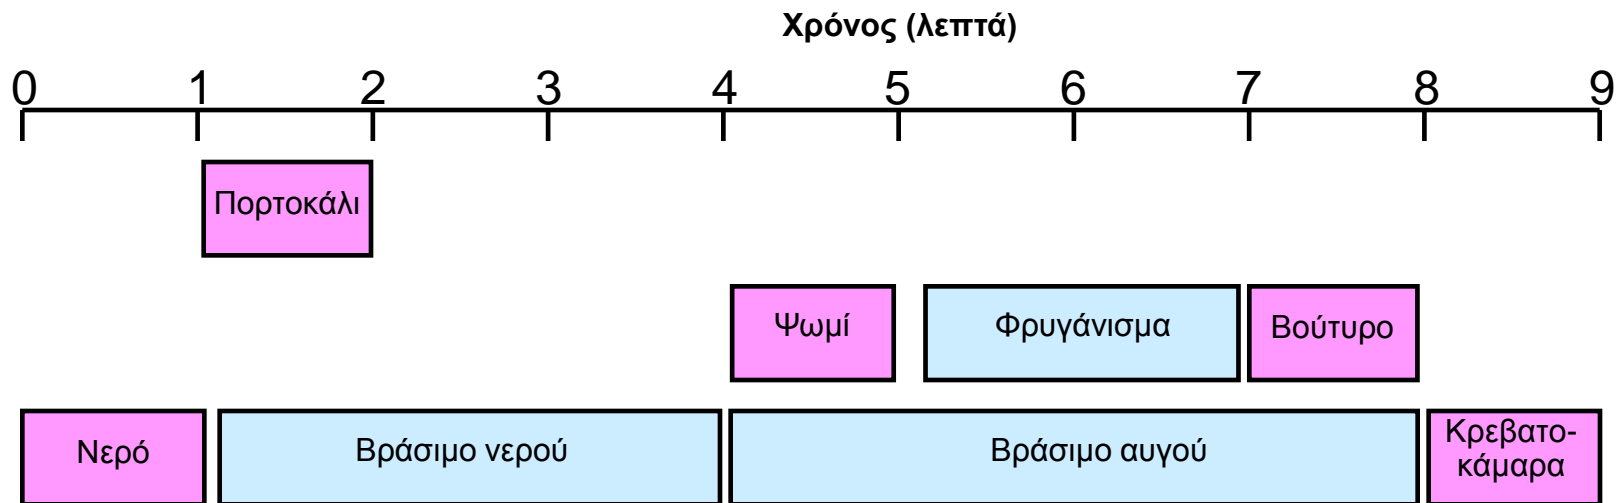 Χρόνος (λεπτά)
0 1 2 3 4 5 6 7 8 9
Πορτοκάλι
Ψωμί Φρυγάνισμα Βούτυρο
Νερό Βράσιμο νερού Βράσιμο αυγού Κρεβατο-
κάμαρα